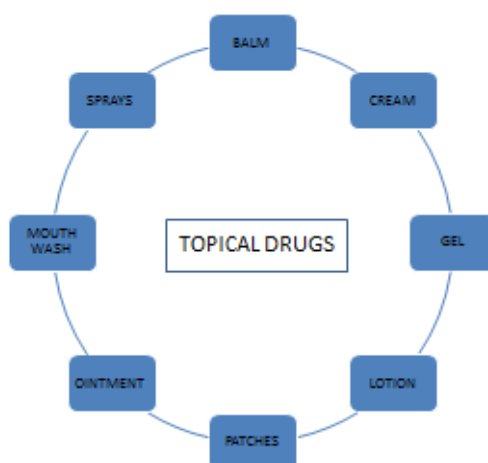 BALM
SPRAYS
CREAM
MOUTH
WASH
TOPICAL DRUGS
GEL
OINTMENT
LOTION
PATCHES